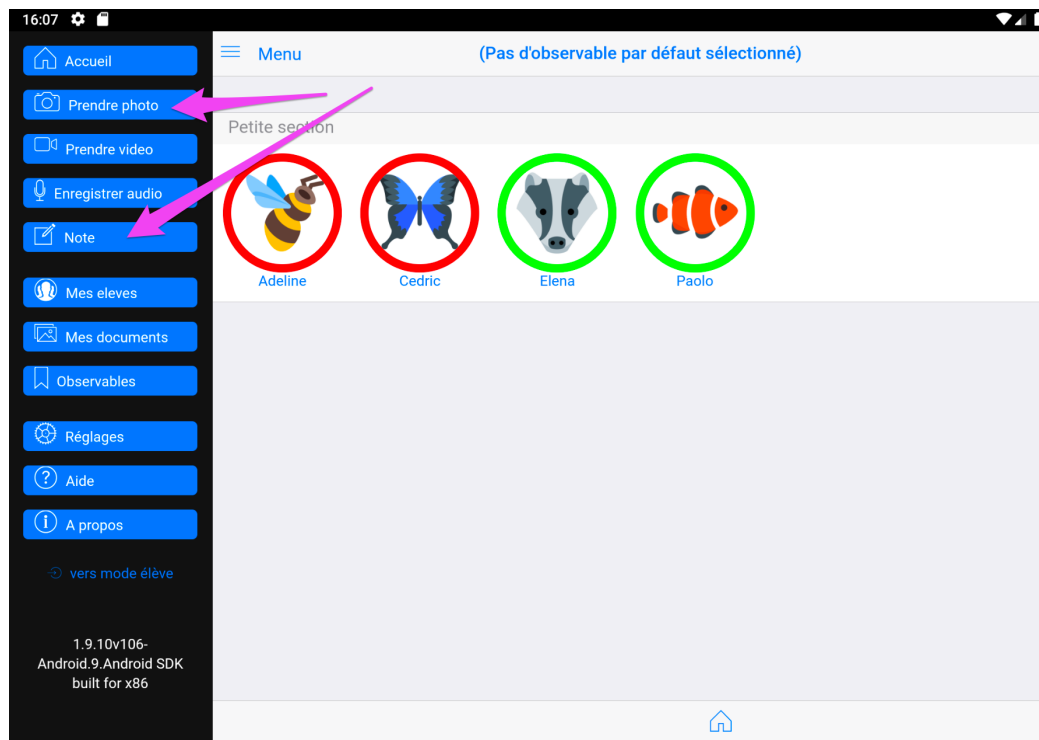 16:07
Accueil
Prendre photo
Prendre video
Enregistrer audio
Note
Mes eleves
Mes documents
Observables
Réglages
Aide
A propos
vers mode élève
1.9.10v106-
Android.9.Android SDK
built for x86
Menu
(Pas d'observable par défaut sélectionné)
Petite section
Adeline
Cedric
Elena
Paolo